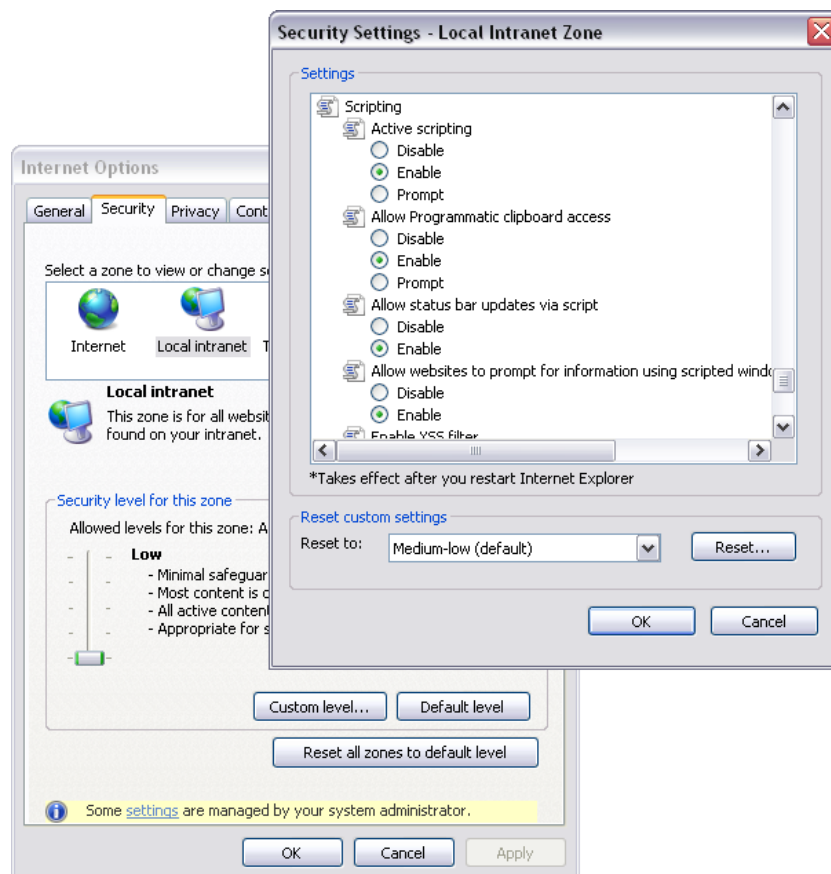 Security Settings - Local Intranet Zone
Settings
Scripting
Active scripting
Disable
Enable
Prompt
Allow Programmatic clipboard access
Disable
Enable
Prompt
Allow status bar updates via script
Disable
Enable
Allow websites to prompt for information using scripted windo
Disable
Enable
Enable XSS filter
*Takes effect after you restart Internet Explorer
Reset custom settings
Reset to:
Medium-low (default)
Reset...
OK
Cancel
Internet Options
General
Security
Privacy
Cont
Select a zone to view or change s
Internet
Local intranet
T
Local intranet
This zone is for all websit
found on your intranet.
Security level for this zone
Allowed levels for this zone: A
Low
- Minimal safeguar
- Most content is d
- All active content
- Appropriate for s
Custom level...
Default level
Reset all zones to default level
Some settings are managed by your system administrator.
OK
Cancel
Apply